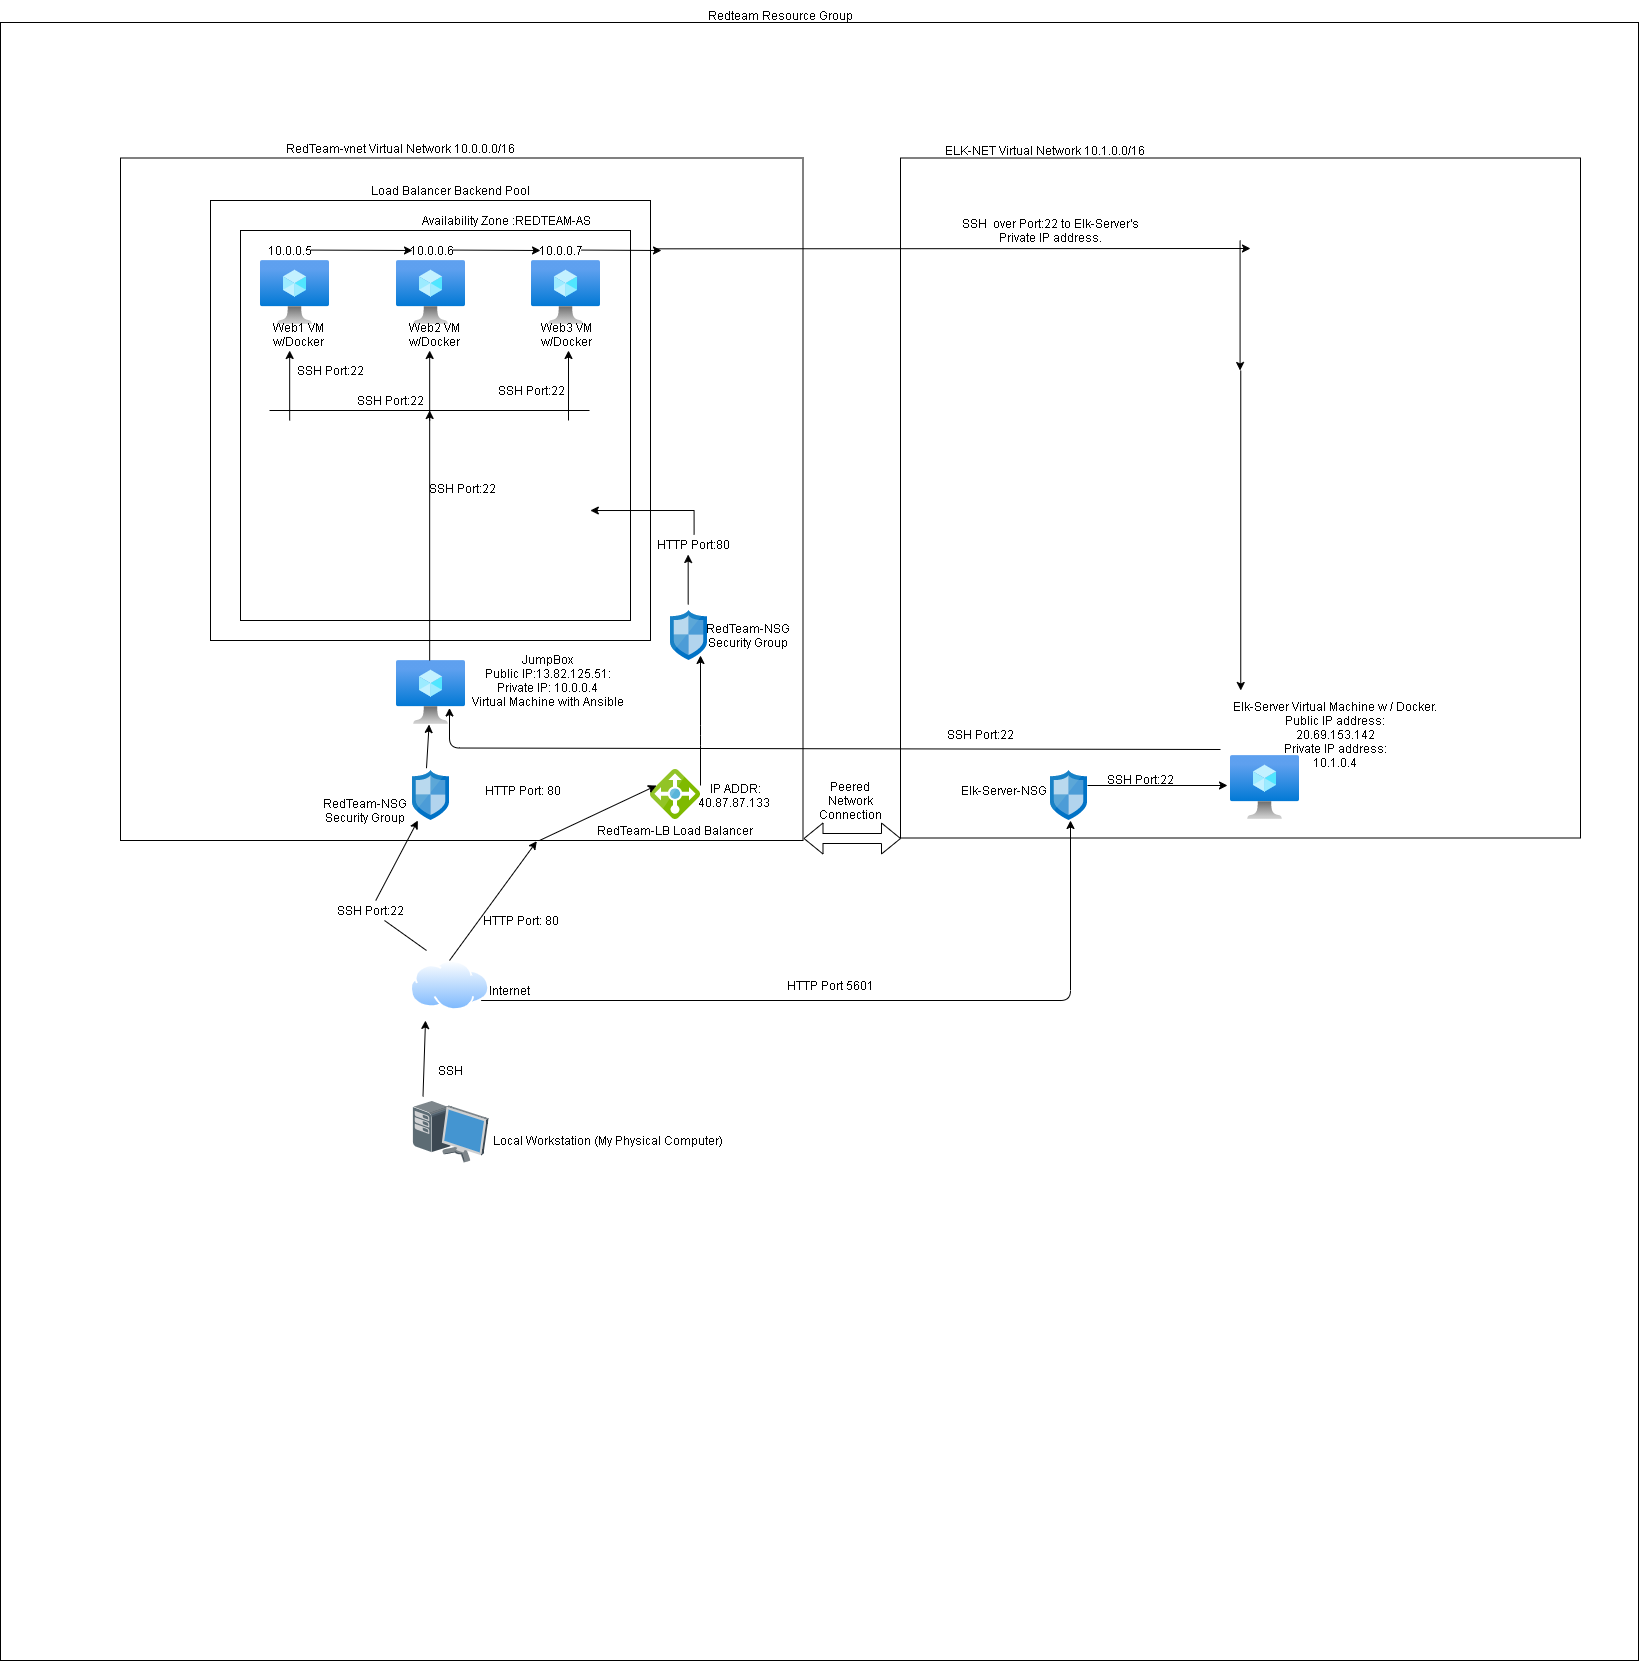 Redteam Resource Group
RedTeam-vnet Virtual Network 10.0.0.0/16
ELK-NET Virtual Network 10.1.0.0/16
Load Balancer Backend Pool
Availability Zone :REDTEAM-AS
SSH over Port:22 to Elk-Server's
Private IP address.
10.0.0.5
10.0.0.6
10.0.0.7
Web1 VM
w/Docker
Web2 VM
w/Docker
Web3 VM
w/Docker
SSH Port:22
SSH Port:22
SSH Port:22
SSH Port:22
HTTP Port:80
RedTeam-NSG
Security Group
JumpBox
Public IP:13.82.125.51:
Private IP: 10.0.0.4
Virtual Machine with Ansible
Elk-Server Virtual Machine w / Docker.
Public IP address:
20.69.153.142
Private IP address:
10.1.0.4
SSH Port:22
SSH Port:22
Elk-Server-NSG
Peered
Network
Connection
HTTP Port: 80
IP ADDR:
40.87.87.133
RedTeam-NSG
Security Group
RedTeam-LB Load Balancer
SSH Port:22
HTTP Port: 80
HTTP Port 5601
Internet
SSH
Local Workstation (My Physical Computer)